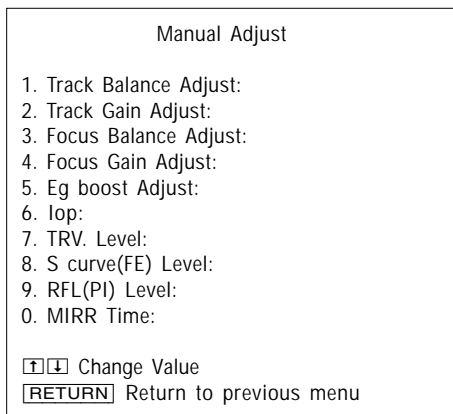 Manual Adjust
1. Track Balance Adjust:
2. Track Gain Adjust:
3. Focus Balance Adjust:
4. Focus Gain Adjust:
5. Eg boost Adjust:
6. Iop:
7. TRV. Level:
8. S curve(FE) Level:
9. RFL(PI) Level:
0. MIRR Time:
↑↓ Change Value
RETURN Return to previous menu